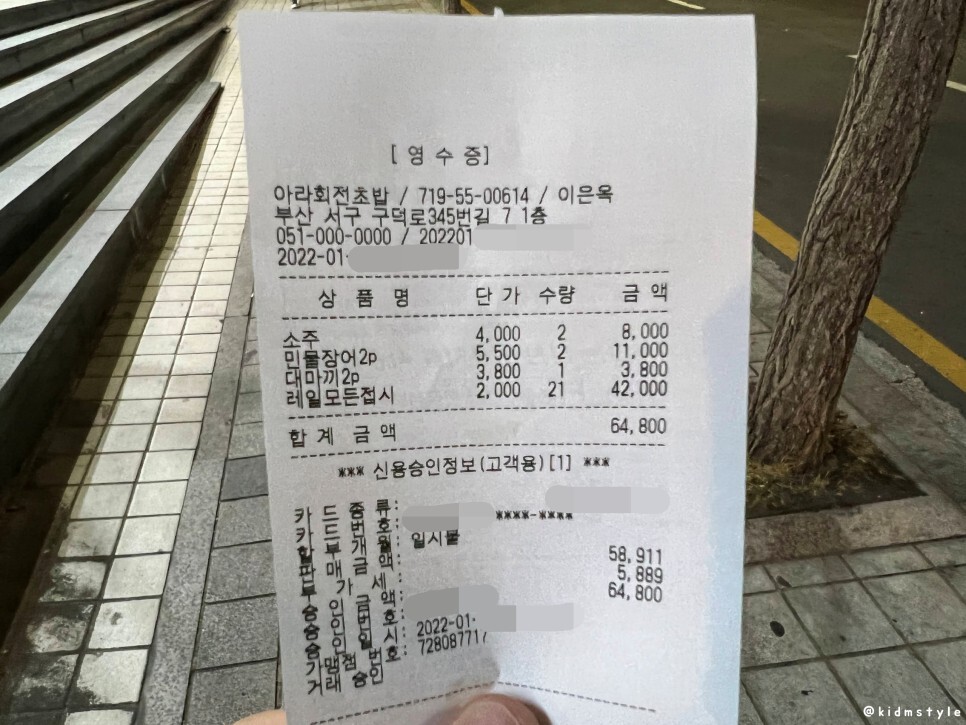 [ 영 수 증]
아라회전초밥 / 719-55-00614 / 이은옥
부산 서구 구덕로345번길 7 1층
051-000-0000 / 202201
2022-01-
상 품 명 단 가 수량 금 액
소주 4,000 2 8,000
민물장어2p 5,500 2 11,000
대마끼2p 3,800 1 3,800
레일모든접시 2,000 21 42,000
합 계 금 액 64,800
*** 신용승인정보(고객용)[1] ***
카 드 종 류 :
카 드 번 호 : ****-****
할 부 개 월 : 일시불
판 매 금 액 : 58,911
부 가 세 : 5,889
승 인 금 액 : 64,800
승 인 번 호 :
승 인 일 시 : 2022-01-
가맹점 번 호 : 72808771
거래 승인
@kidmstyle